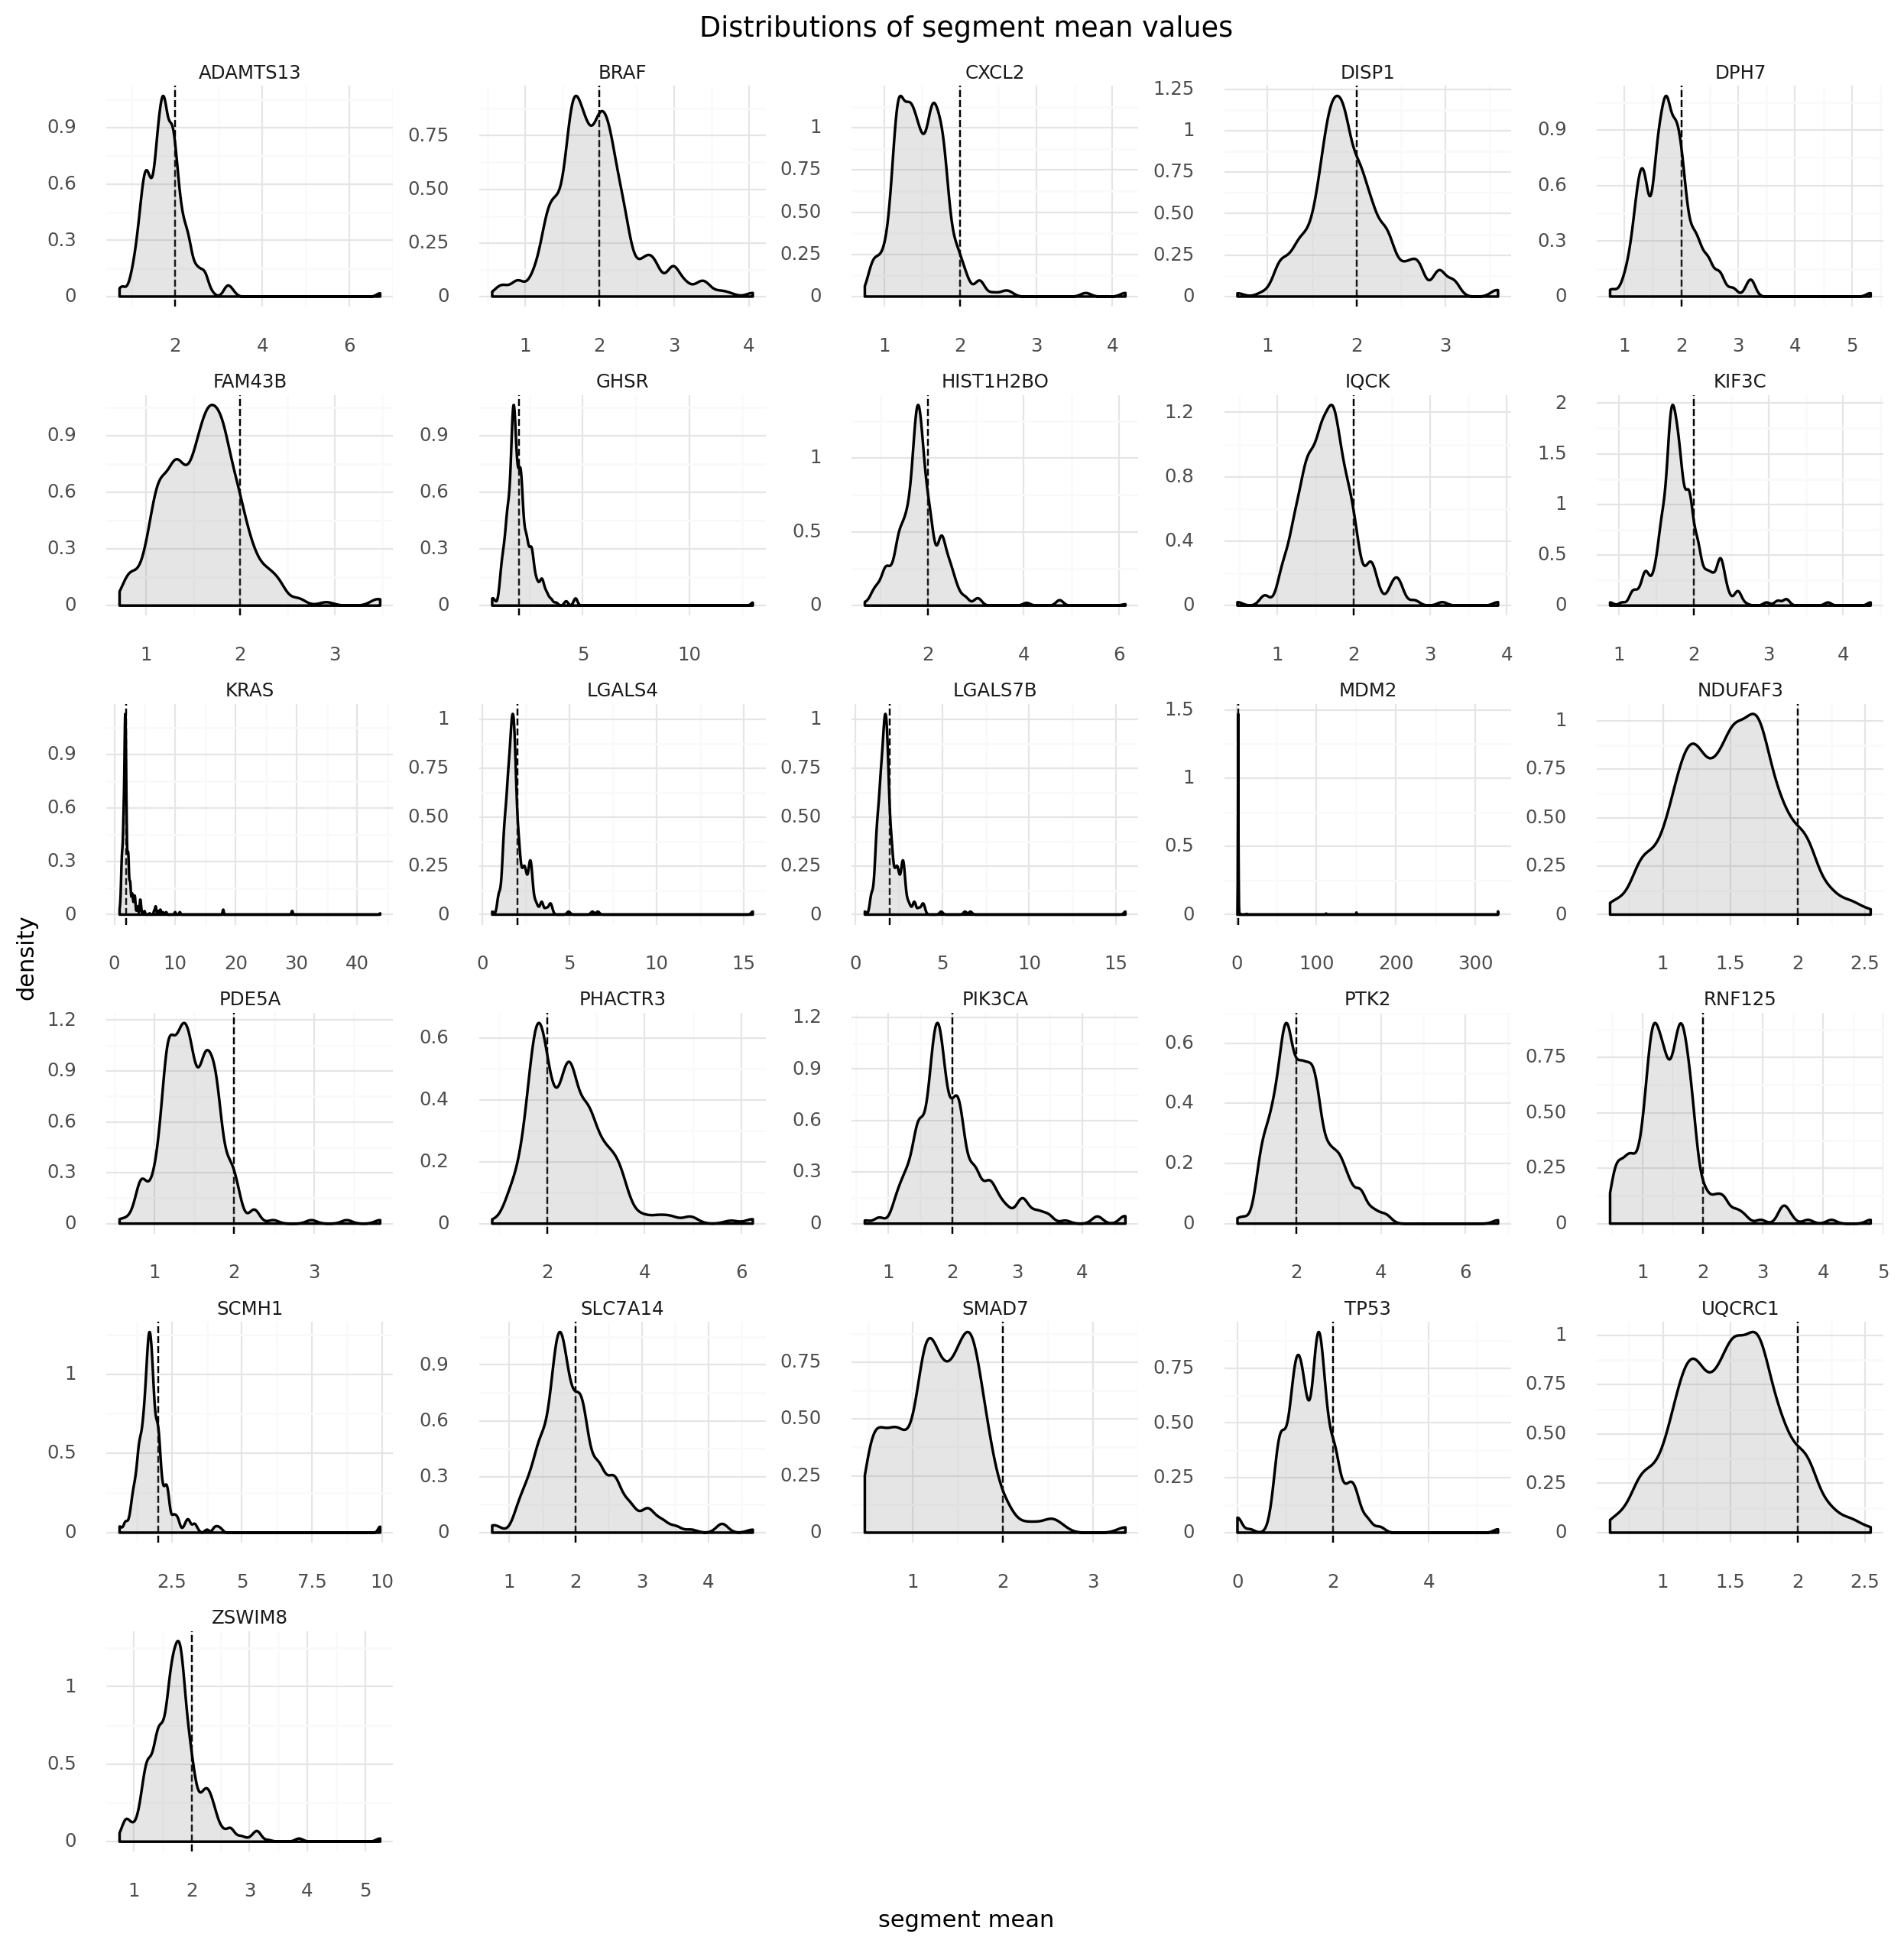 Distributions of segment mean values
ADAMTS13 BRAF CXCL2 DISP1 DPH7
0.9 0.6 0.3 0 0.75 0.50 0.25 0 1 0.75 0.50 0.25 0 1.25 1 0.75 0.50 0.25 0 0.9 0.6 0.3 0
2 4 6 1 2 3 4 1 2 3 4 1 2 3 1 2 3 4 5
FAM43B GHSR HIST1H2BO IQCK KIF3C
0.9 0.6 0.3 0 0.9 0.6 0.3 0 1 0.5 0 1.2 0.8 0.4 0 2 1.5 1 0.5 0
1 2 3 5 10 2 4 6 1 2 3 4 1 2 3 4
KRAS LGALS4 LGALS7B MDM2 NDUFAF3
0.9 0.6 0.3 0 1 0.75 0.50 0.25 0 1 0.75 0.50 0.25 0 1.5 1 0.5 0 1 0.75 0.50 0.25 0
0 10 20 30 40 0 5 10 15 0 5 10 15 0 100 200 300 1 1.5 2 2.5
density
PDE5A PHACTR3 PIK3CA PTK2 RNF125
1.2 0.9 0.6 0.3 0 0.6 0.4 0.2 0 1.2 0.9 0.6 0.3 0 0.6 0.4 0.2 0 0.75 0.50 0.25 0
1 2 3 2 4 6 1 2 3 4 2 4 6 1 2 3 4 5
SCMH1 SLC7A14 SMAD7 TP53 UQCRC1
1 0.5 0 0.9 0.6 0.3 0 0.75 0.50 0.25 0 0.75 0.50 0.25 0 1 0.75 0.50 0.25 0
2.5 5 7.5 10 1 2 3 4 1 2 3 0 2 4 1 1.5 2 2.5
ZSWIM8
1 0.5 0
1 2 3 4 5
segment mean